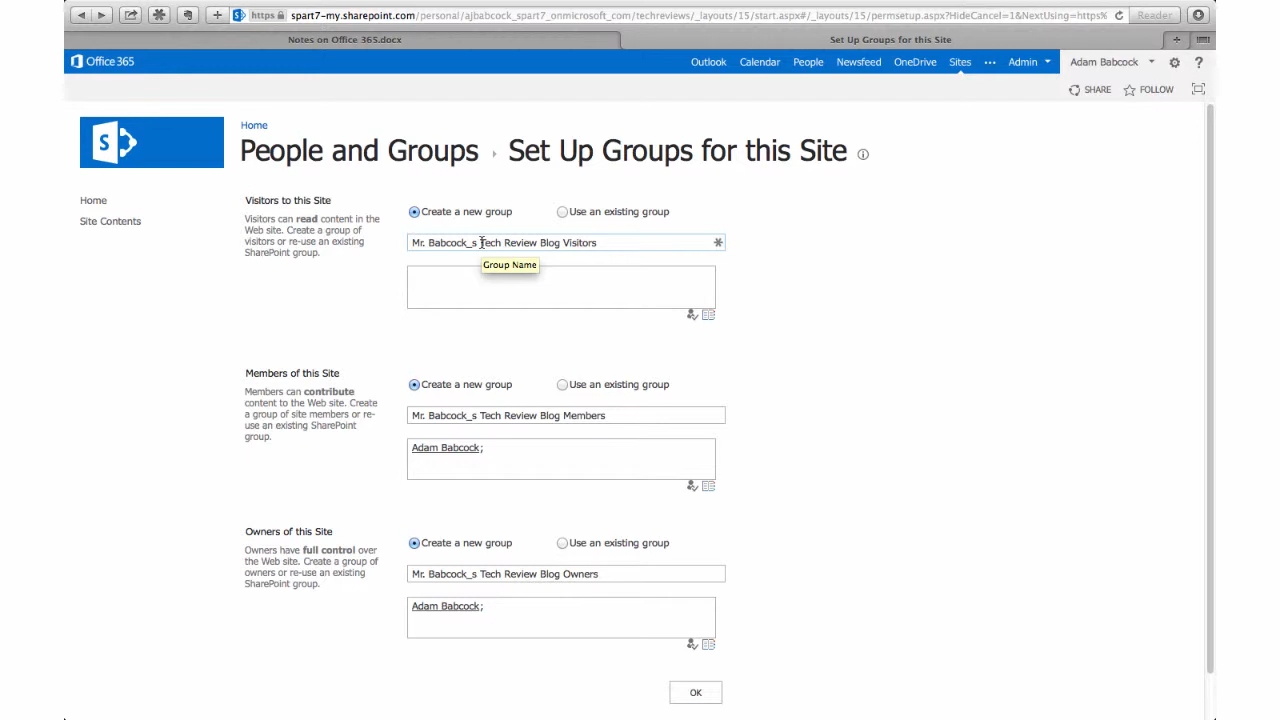 https spart7-my.sharepoint.com/personal/ajbabcock_spart7_onmicrosoft_com/techreviews/_layouts/15/start.aspx#/_layouts/15/permsetup.aspx?HideCancel=1&NextUsing=https% Reader
Notes on Office 365.docx Set Up Groups for this Site
Office 365 Outlook Calendar People Newsfeed OneDrive Sites ••• Admin Adam Babcock ?
SHARE FOLLOW
S
Home
People and Groups › Set Up Groups for this Site
Home
Site Contents
Visitors to this Site
Visitors can read content in the
Web site. Create a group of
visitors or re-use an existing
SharePoint group.
Create a new group Use an existing group
Mr. Babcock_s Tech Review Blog Visitors
Group Name
Members of this Site
Members can contribute
content to the Web site. Create
a group of site members or re-
use an existing SharePoint
group.
Create a new group Use an existing group
Mr. Babcock_s Tech Review Blog Members
Adam Babcock;
Owners of this Site
Owners have full control over
the Web site. Create a group of
owners or re-use an existing
SharePoint group.
Create a new group Use an existing group
Mr. Babcock_s Tech Review Blog Owners
Adam Babcock;
OK